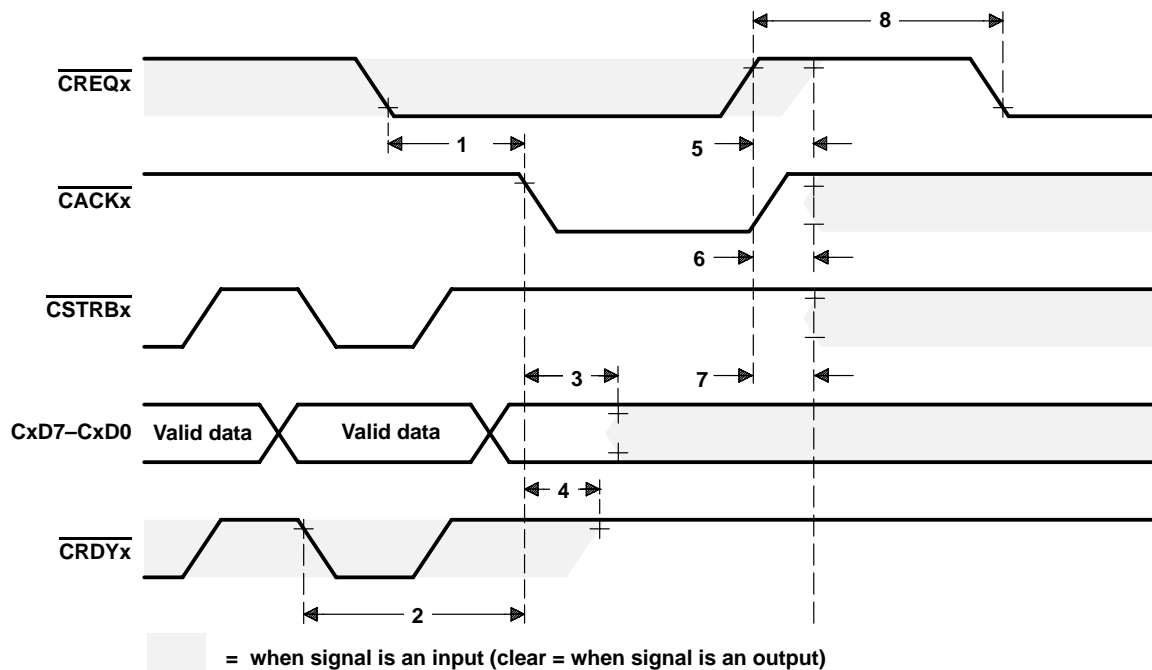 8
CREQx
1
5
CACKx
6
CSTRBx
3
7
CxD7–CxD0
Valid data
Valid data
4
CRDYx
2
= when signal is an input (clear = when signal is an output)